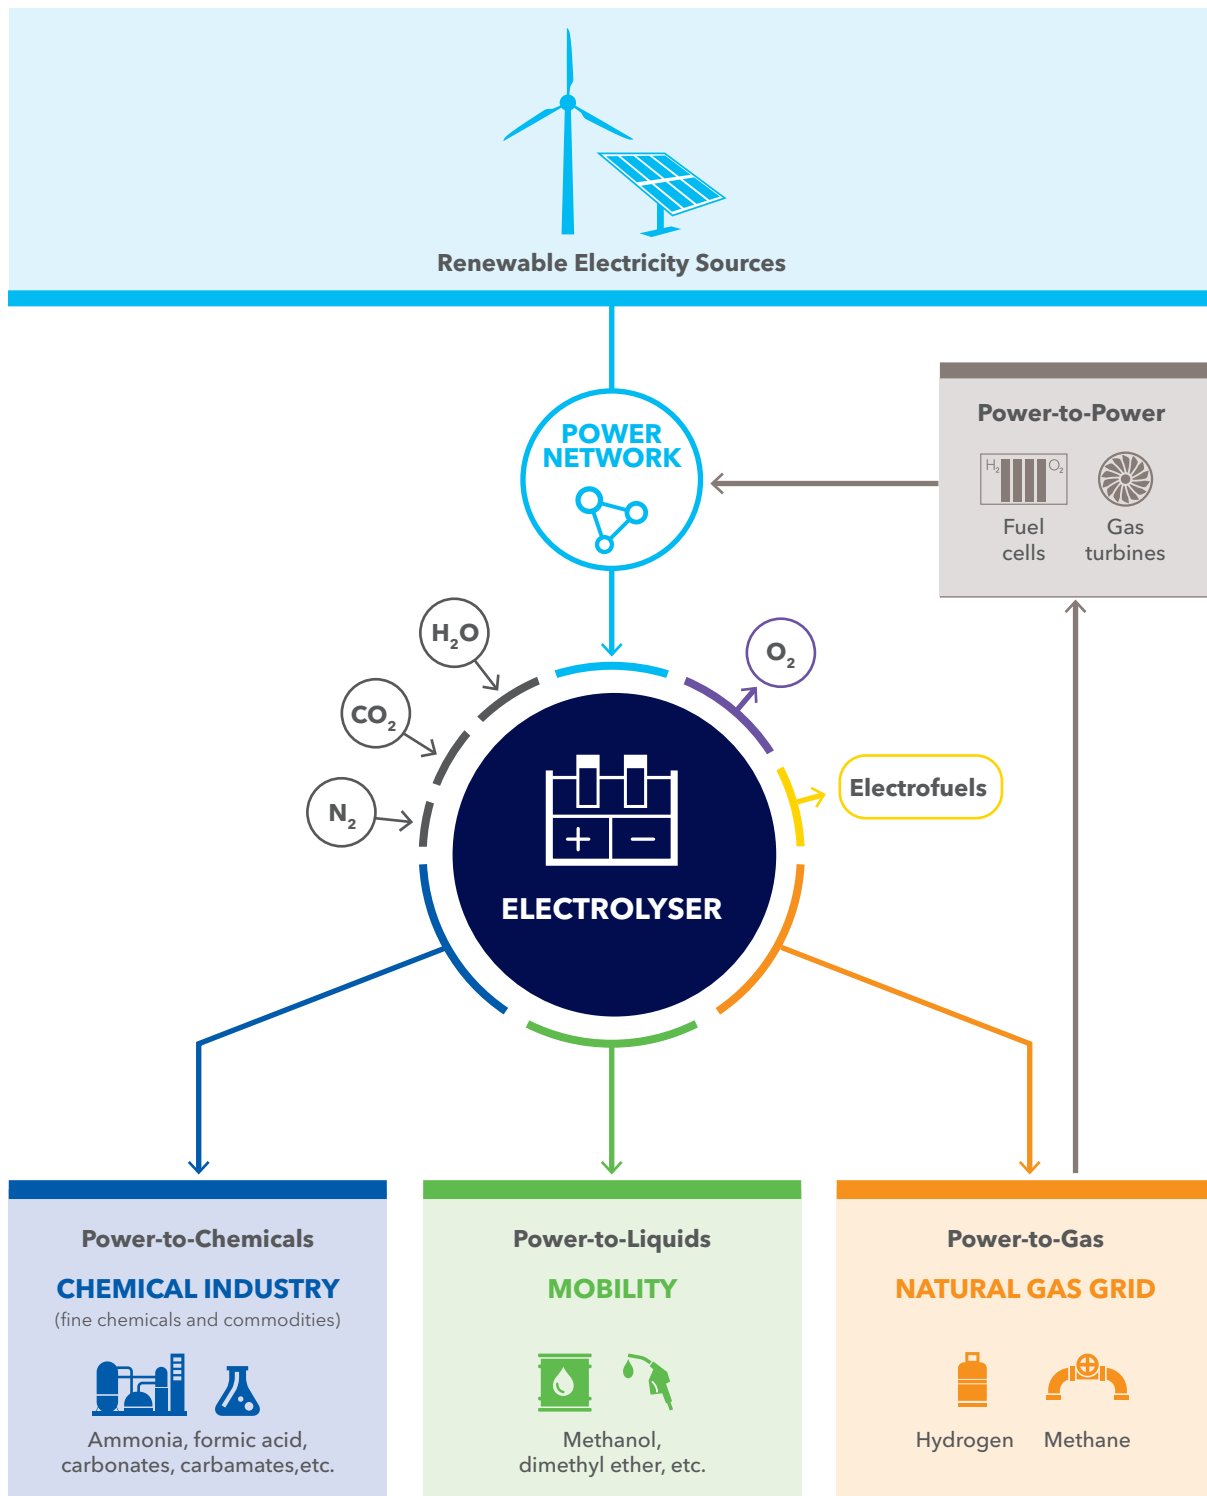 Renewable Electricity Sources
POWER
NETWORK
Power-to-Power
H₂ O₂
Fuel
cells
Gas
turbines
H₂O
CO₂
N₂
O₂
Electrofuels
+ −
ELECTROLYSER
Power-to-Chemicals
CHEMICAL INDUSTRY
(fine chemicals and commodities)
Ammonia, formic acid,
carbonates, carbamates,etc.
Power-to-Liquids
MOBILITY
Methanol,
dimethyl ether, etc.
Power-to-Gas
NATURAL GAS GRID
Hydrogen
Methane